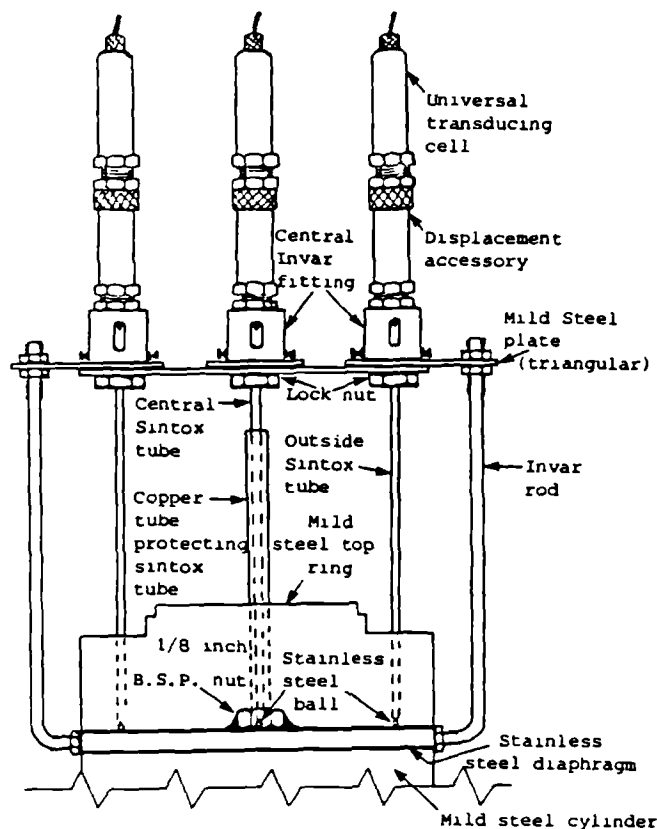 Universal
transducing
cell
Central
Invar
fitting
Displacement
accessory
Mild Steel
plate
(triangular)
Lock nut
Central
Sintox
tube
Outside
Sintox
tube
Invar
rod
Copper
tube
protecting
sintox
tube
Mild
steel top
ring
1/8 inch
B.S.P. nut
Stainless
steel
ball
Stainless
steel diaphragm
Mild steel cylinder